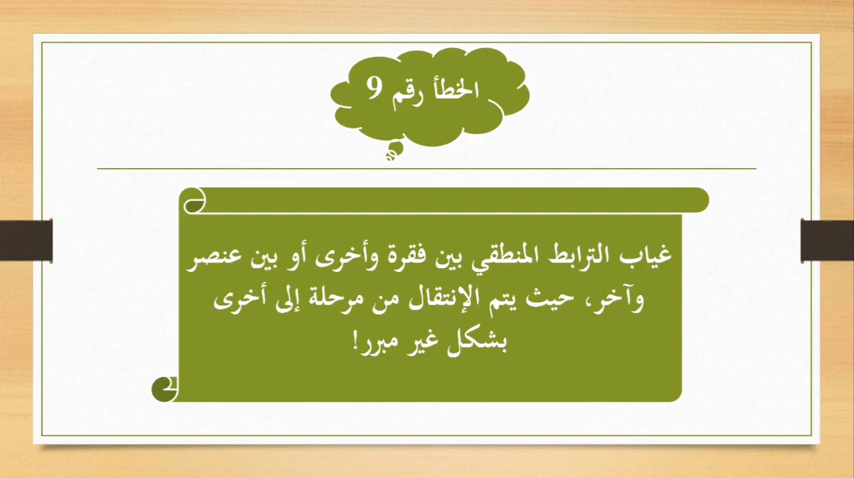 الخطأ رقم 9
غياب الترابط المنطقي بين فقرة وأخرى أو بين عنصر
وآخر، حيث يتم الإنتقال من مرحلة إلى أخرى
بشكل غير مبرر!